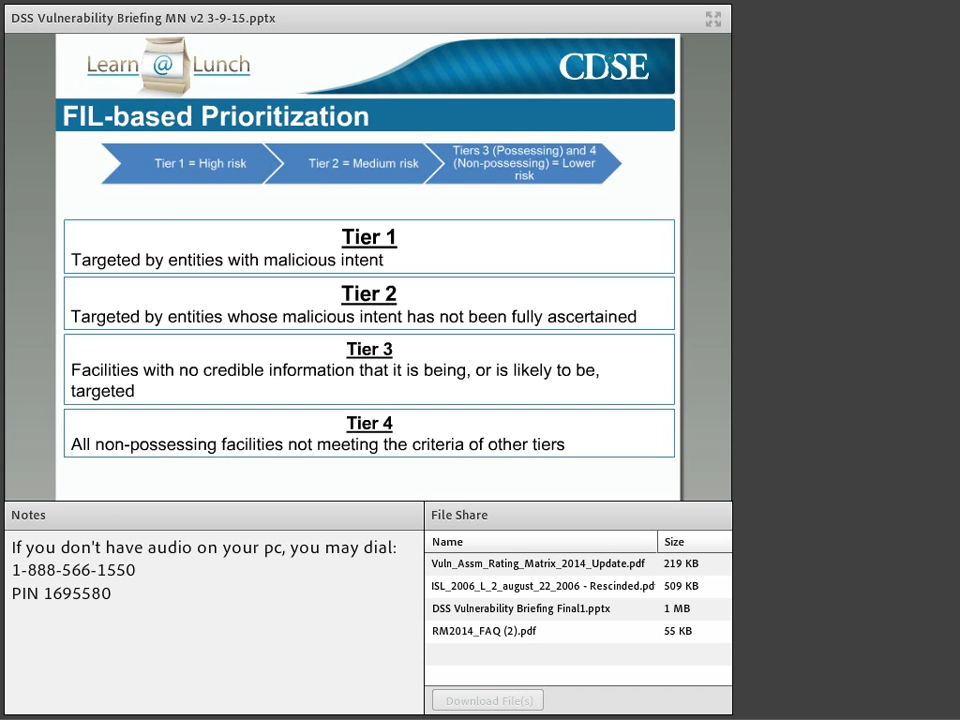 DSS Vulnerability Briefing MN v2 3-9-15.pptx
Learn @ Lunch
CDSE
FIL-based Prioritization
Tier 1 = High risk
Tier 2 = Medium risk
Tiers 3 (Possessing) and 4
(Non-possessing) = Lower
risk
Tier 1
Targeted by entities with malicious intent
Tier 2
Targeted by entities whose malicious intent has not been fully ascertained
Tier 3
Facilities with no credible information that it is being, or is likely to be,
targeted
Tier 4
All non-possessing facilities not meeting the criteria of other tiers
Notes
If you don't have audio on your pc, you may dial:
1-888-566-1550
PIN 1695580
File Share
Name Size
Vuln_Assm_Rating_Matrix_2014_Update.pdf 219 KB
ISL_2006_L_2_august_22_2006 - Rescinded.pd 509 KB
DSS Vulnerability Briefing Final1.pptx 1 MB
RM2014_FAQ (2).pdf 55 KB
Download File(s)